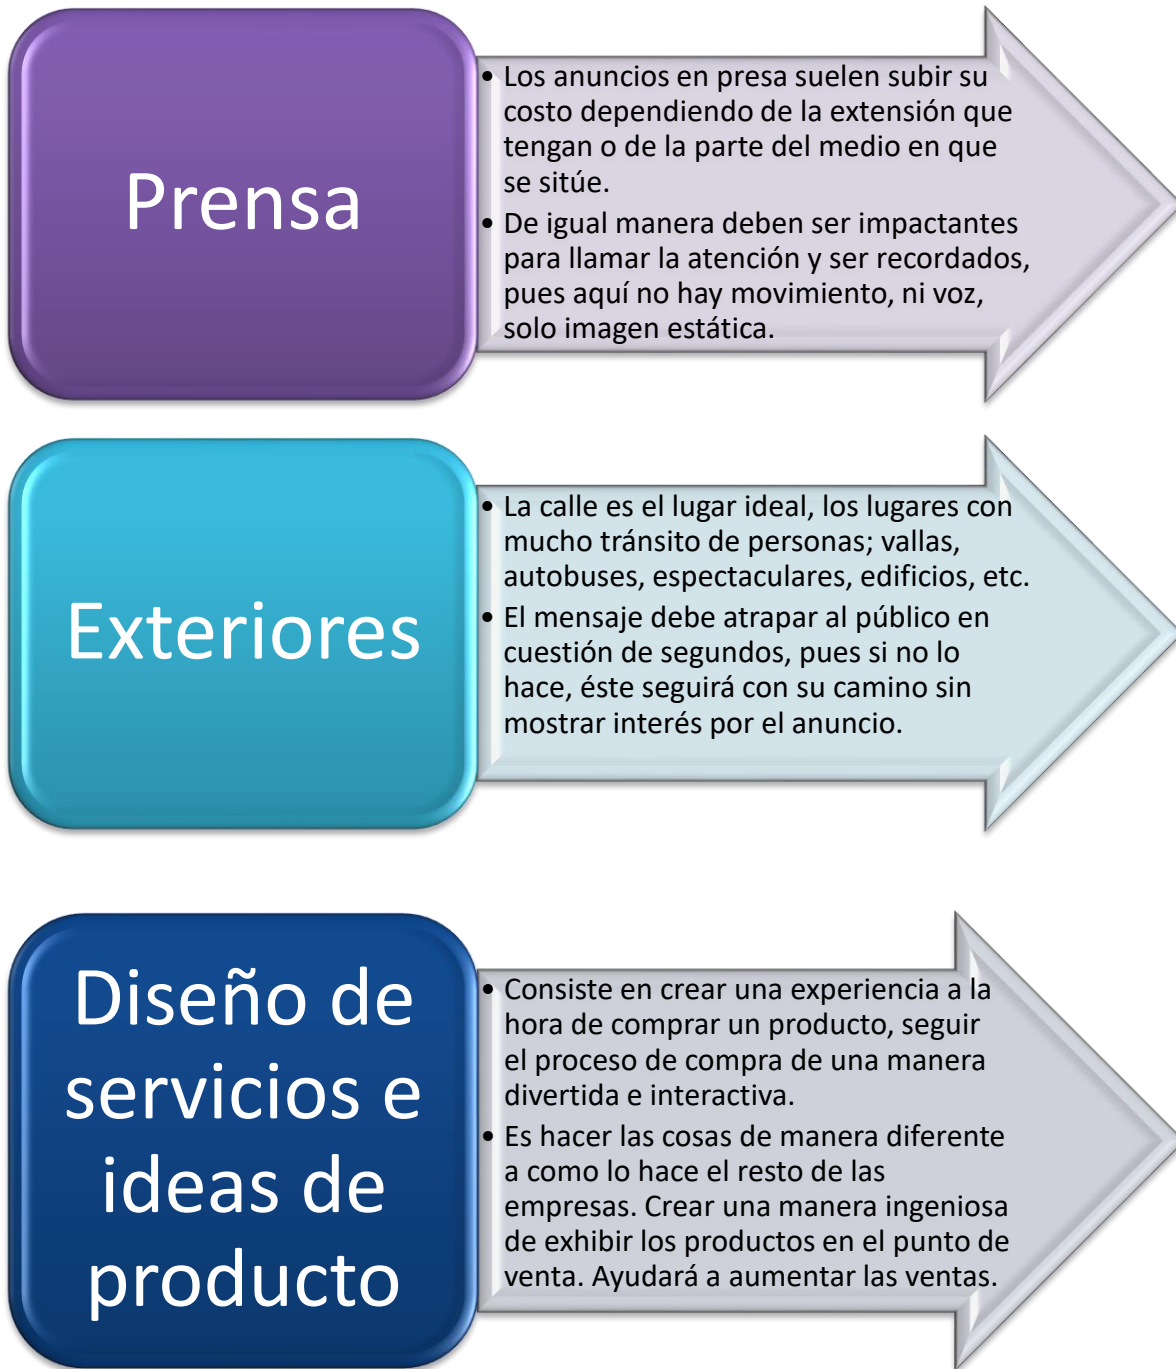 Prensa
• Los anuncios en presa suelen subir su
costo dependiendo de la extensión que
tengan o de la parte del medio en que
se sitúe.
• De igual manera deben ser impactantes
para llamar la atención y ser recordados,
pues aquí no hay movimiento, ni voz,
solo imagen estática.
Exteriores
• La calle es el lugar ideal, los lugares con
mucho tránsito de personas; vallas,
autobuses, espectaculares, edificios, etc.
• El mensaje debe atrapar al público en
cuestión de segundos, pues si no lo
hace, éste seguirá con su camino sin
mostrar interés por el anuncio.
Diseño de
servicios e
ideas de
producto
• Consiste en crear una experiencia a la
hora de comprar un producto, seguir
el proceso de compra de una manera
divertida e interactiva.
• Es hacer las cosas de manera diferente
a como lo hace el resto de las
empresas. Crear una manera ingeniosa
de exhibir los productos en el punto de
venta. Ayudará a aumentar las ventas.